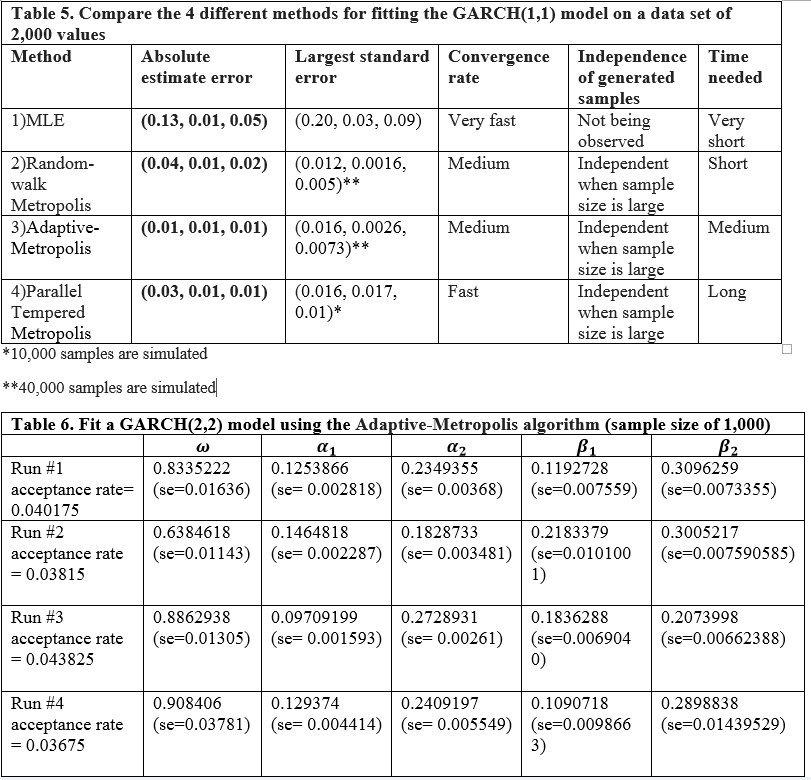 Table 5. Compare the 4 different methods for fitting the GARCH(1,1) model on a data set of
2,000 values
Method Absolute estimate error Largest standard error Convergence rate Independence of generated samples Time needed
1)MLE (0.13, 0.01, 0.05) (0.20, 0.03, 0.09) Very fast Not being observed Very short
2)Random-walk Metropolis (0.04, 0.01, 0.02) (0.012, 0.0016, 0.005)** Medium Independent when sample size is large Short
3)Adaptive-Metropolis (0.01, 0.01, 0.01) (0.016, 0.0026, 0.0073)** Medium Independent when sample size is large Medium
4)Parallel Tempered Metropolis (0.03, 0.01, 0.01) (0.016, 0.017, 0.01)* Fast Independent when sample size is large Long
*10,000 samples are simulated
**40,000 samples are simulated
Table 6. Fit a GARCH(2,2) model using the Adaptive-Metropolis algorithm (sample size of 1,000)
ω α₁ α₂ β₁ β₂
Run #1 0.8335222 0.1253866 0.2349355 0.1192728 0.3096259
acceptance rate= (se=0.01636) (se= 0.002818) (se= 0.00368) (se=0.007559) (se=0.0073355)
0.040175
Run #2 0.6384618 0.1464818 0.1828733 0.2183379 0.3005217
acceptance rate (se=0.01143) (se= 0.002287) (se= 0.003481) (se=0.010100 (se=0.007590585)
= 0.03815 1)
Run #3 0.8862938 0.09709199 0.2728931 0.1836288 0.2073998
acceptance rate (se=0.01305) (se= 0.001593) (se= 0.00261) (se=0.006904 (se=0.00662388)
= 0.043825 0)
Run #4 0.908406 0.129374 0.2409197 0.1090718 0.2898838
acceptance rate (se=0.03781) (se= 0.004414) (se= 0.005549) (se=0.009866 (se=0.01439529)
= 0.03675 3)